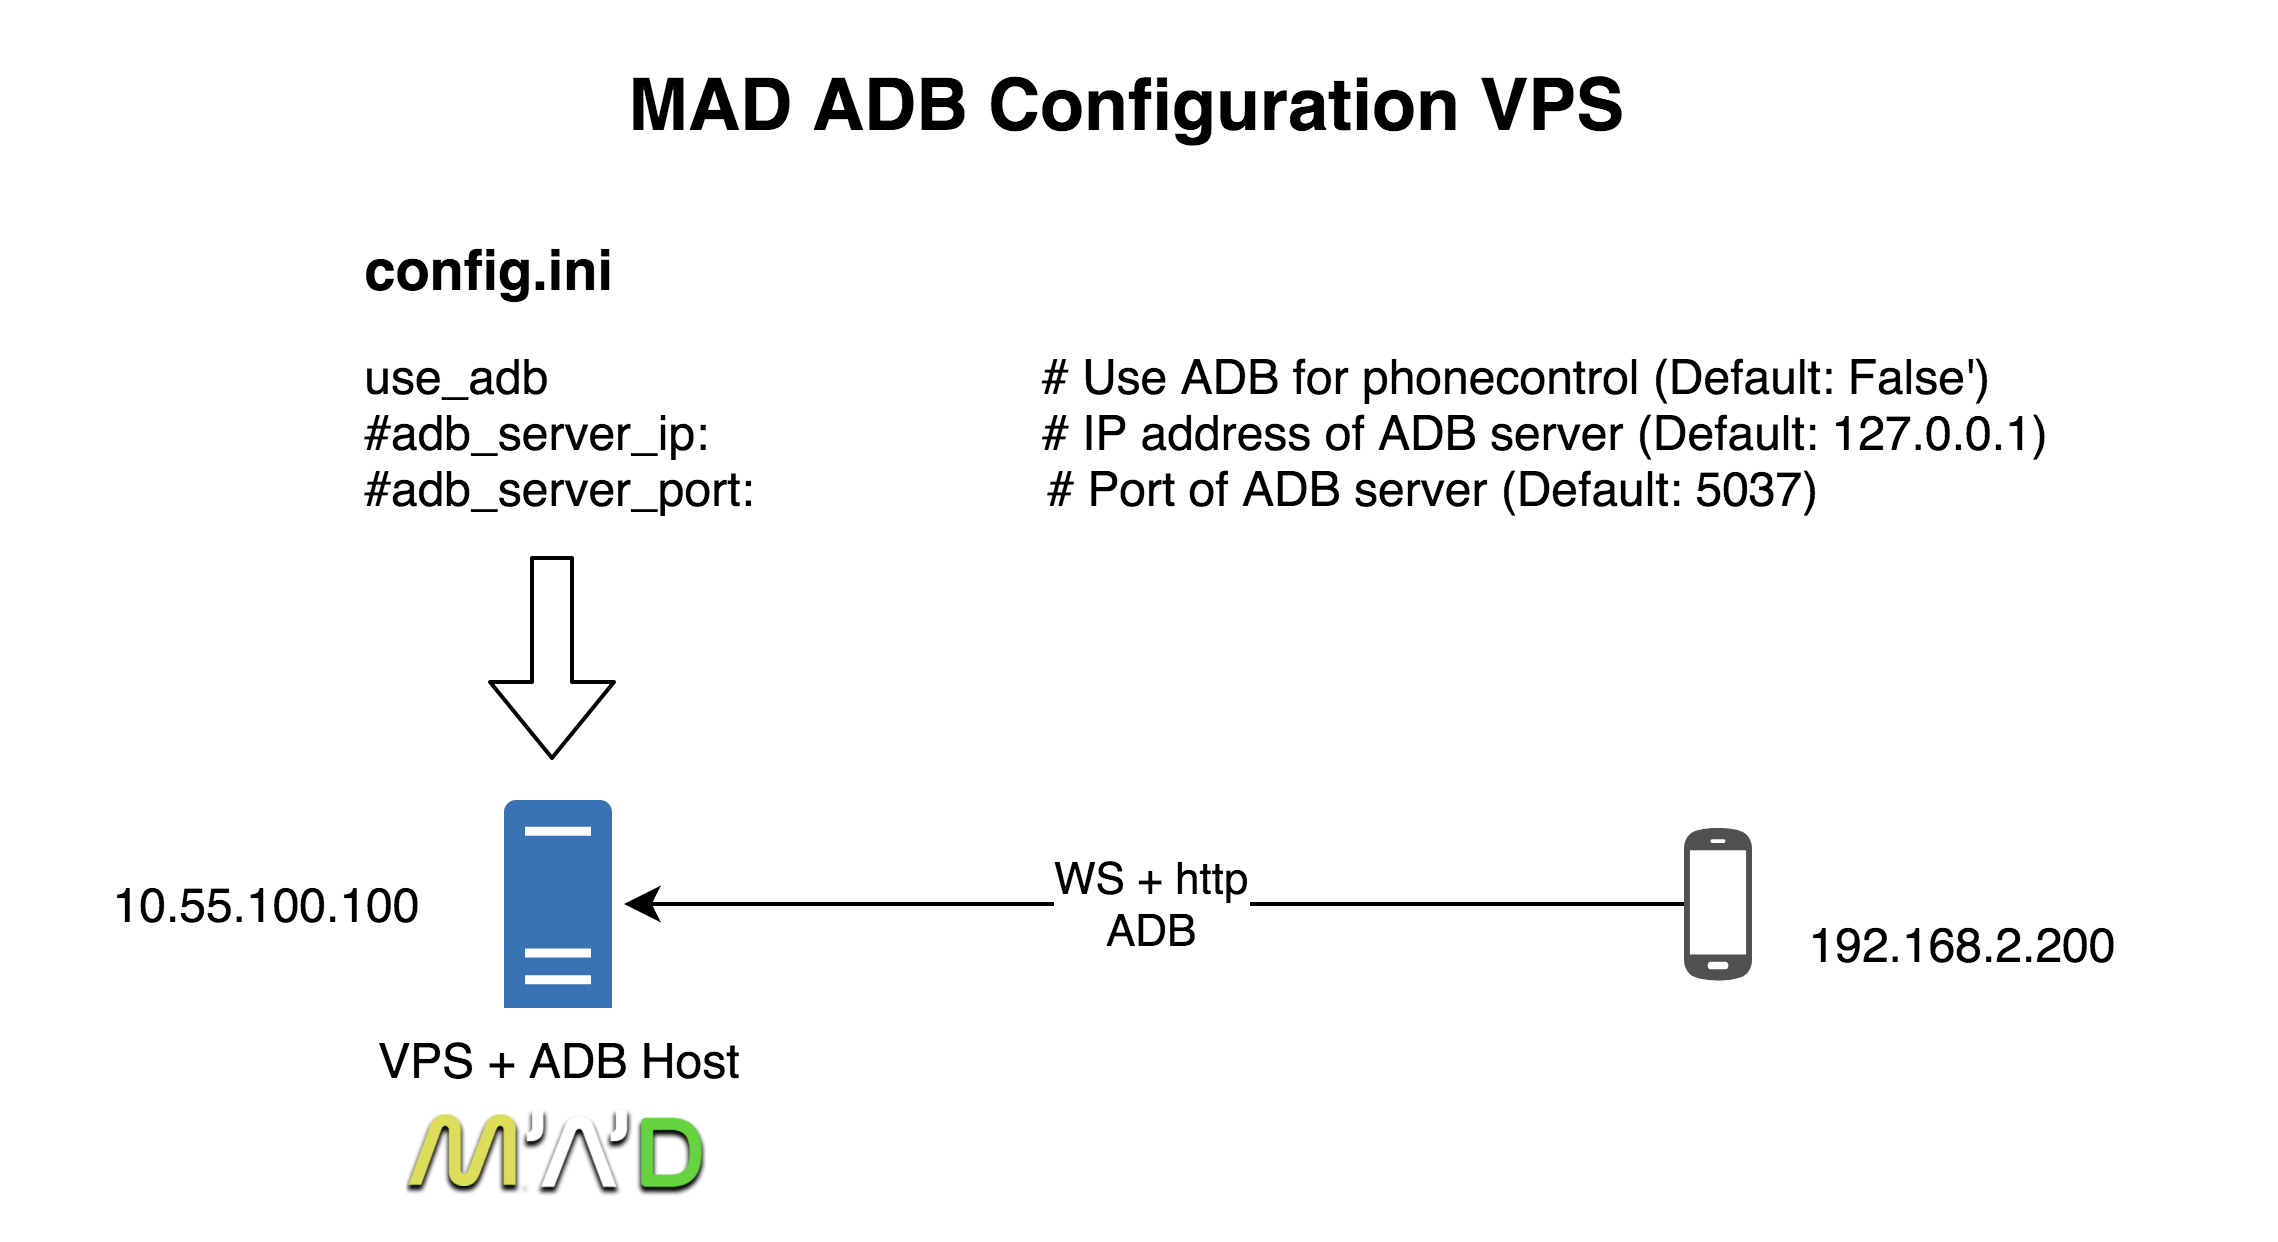 MAD ADB Configuration VPS
config.ini
use_adb # Use ADB for phonecontrol (Default: False')
#adb_server_ip: # IP address of ADB server (Default: 127.0.0.1)
#adb_server_port: # Port of ADB server (Default: 5037)
WS + http
ADB
10.55.100.100
192.168.2.200
VPS + ADB Host
M'A'D